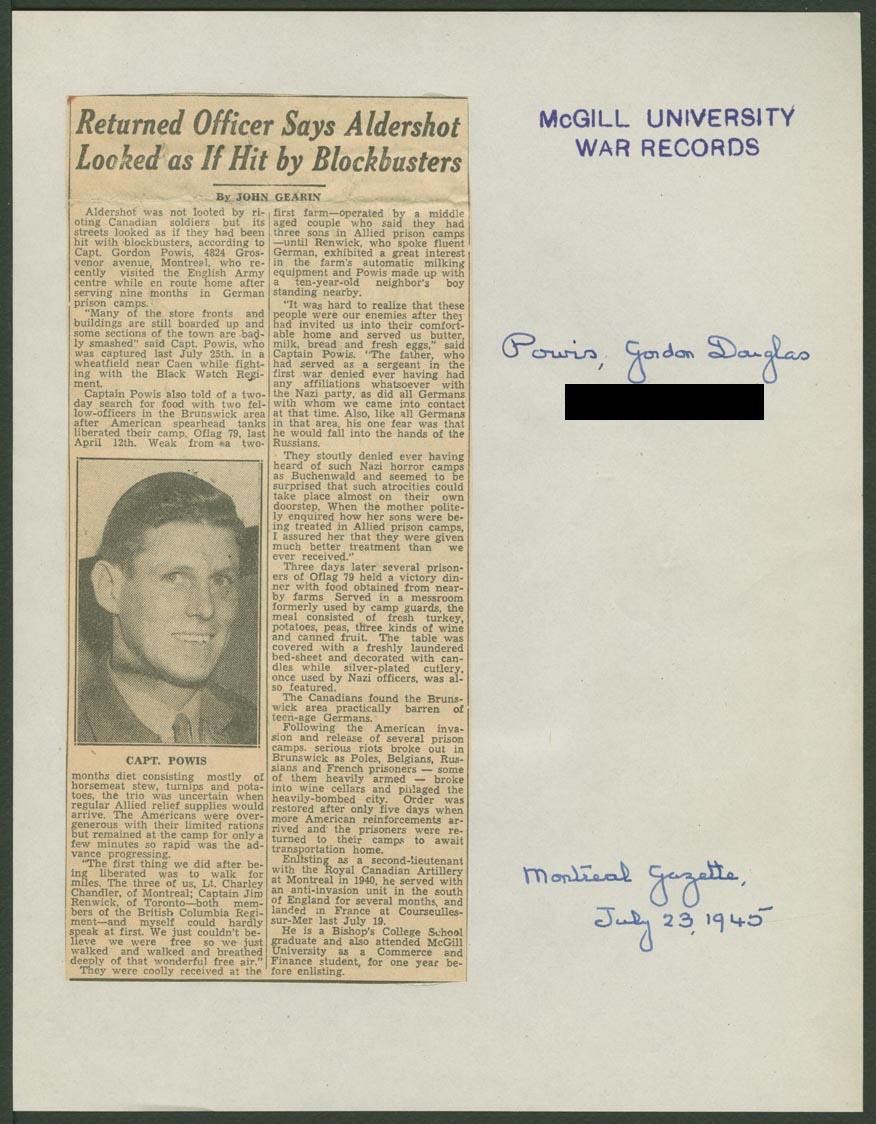 Returned Officer Says Aldershot
Looked as If Hit by Blockbusters
By JOHN GEARIN
Aldershot was not looted by ri-
oting Canadian soldiers but its
streets looked as if they had been
hit with blockbusters, according to
Capt. Gordon Powis, 4824 Gros-
venor avenue, Montreal, who re-
cently visited the English Army
centre while en route home after
serving nine months in German
prison camps.
"Many of the store fronts and
buildings are still boarded up and
some sections of the town are bad-
ly smashed" said Capt. Powis, who
was captured last July 25th. in a
wheatfield near Caen while fight-
ing with the Black Watch Regi-
ment.
Captain Powis also told of a two-
day search for food with two fel-
low-officers in the Brunswick area
after American spearhead tanks
liberated their camp, Oflag 79, last
April 12th. Weak from a two-
CAPT. POWIS
months diet consisting mostly of
horsemeat stew, turnips and pota-
toes, the trio was uncertain when
regular Allied relief supplies would
arrive. The Americans were over-
generous with their limited rations
but remained at the camp for only a
few minutes so rapid was the ad-
vance progressing.
"The first thing we did after be-
ing liberated was to walk for
miles. The three of us, Lt. Charley
Chandler, of Montreal; Captain Jim
Renwick, of Toronto—both mem-
bers of the British Columbia Regi-
ment—and myself could hardly
speak at first. We just couldn't be-
lieve we were free so we just
walked and walked and breathed
deeply of that wonderful free air."
They were coolly received at the
first farm—operated by a middle
aged couple who said they had
three sons in Allied prison camps
—until Renwick, who spoke fluent
German, exhibited a great interest
in the farm's automatic milking
equipment and Powis made up with
a ten-year-old neighbor's boy
standing nearby.
"It was hard to realize that these
people were our enemies after they
had invited us into their comfort-
able home and served us butter,
milk, bread and fresh eggs," said
Captain Powis. "The father, who
had served as a sergeant in the
first war denied ever having had
any affiliations whatsoever with
the Nazi party, as did all Germans
with whom we came into contact
at that time. Also, like all Germans
in that area, his one fear was that
he would fall into the hands of the
Russians.
They stoutly denied ever having
heard of such Nazi horror camps
as Buchenwald and seemed to be
surprised that such atrocities could
take place almost on their own
doorstep. When the mother polite-
ly enquired how her sons were be-
ing treated in Allied prison camps,
I assured her that they were given
much better treatment than we
ever received."
Three days later several prison-
ers of Oflag 79 held a victory din-
ner with food obtained from near-
by farms Served in a messroom
formerly used by camp guards, the
meal consisted of fresh turkey,
potatoes, peas, three kinds of wine
and canned fruit. The table was
covered with a freshly laundered
bed-sheet and decorated with can-
dles while silver-plated cutlery,
once used by Nazi officers, was al-
so featured.
The Canadians found the Bruns-
wick area practically barren of
teen-age Germans.
Following the American inva-
sion and release of several prison
camps. serious riots broke out in
Brunswick as Poles, Belgians, Rus-
sians and French prisoners — some
of them heavily armed — broke
into wine cellars and pillaged the
heavily-bombed city. Order was
restored after only five days when
more American reinforcements ar-
rived and the prisoners were re-
turned to their camps to await
transportation home.
Enlisting as a second-lieutenant
with the Royal Canadian Artillery
at Montreal in 1940, he served with
an anti-invasion unit in the south
of England for several months, and
landed in France at Courseulles-
sur-Mer last July 19.
He is a Bishop's College School
graduate and also attended McGill
University as a Commerce and
Finance student, for one year be-
fore enlisting.
McGILL UNIVERSITY
WAR RECORDS
Powis, Gordon Douglas
Montreal Gazette,
July 23, 1945